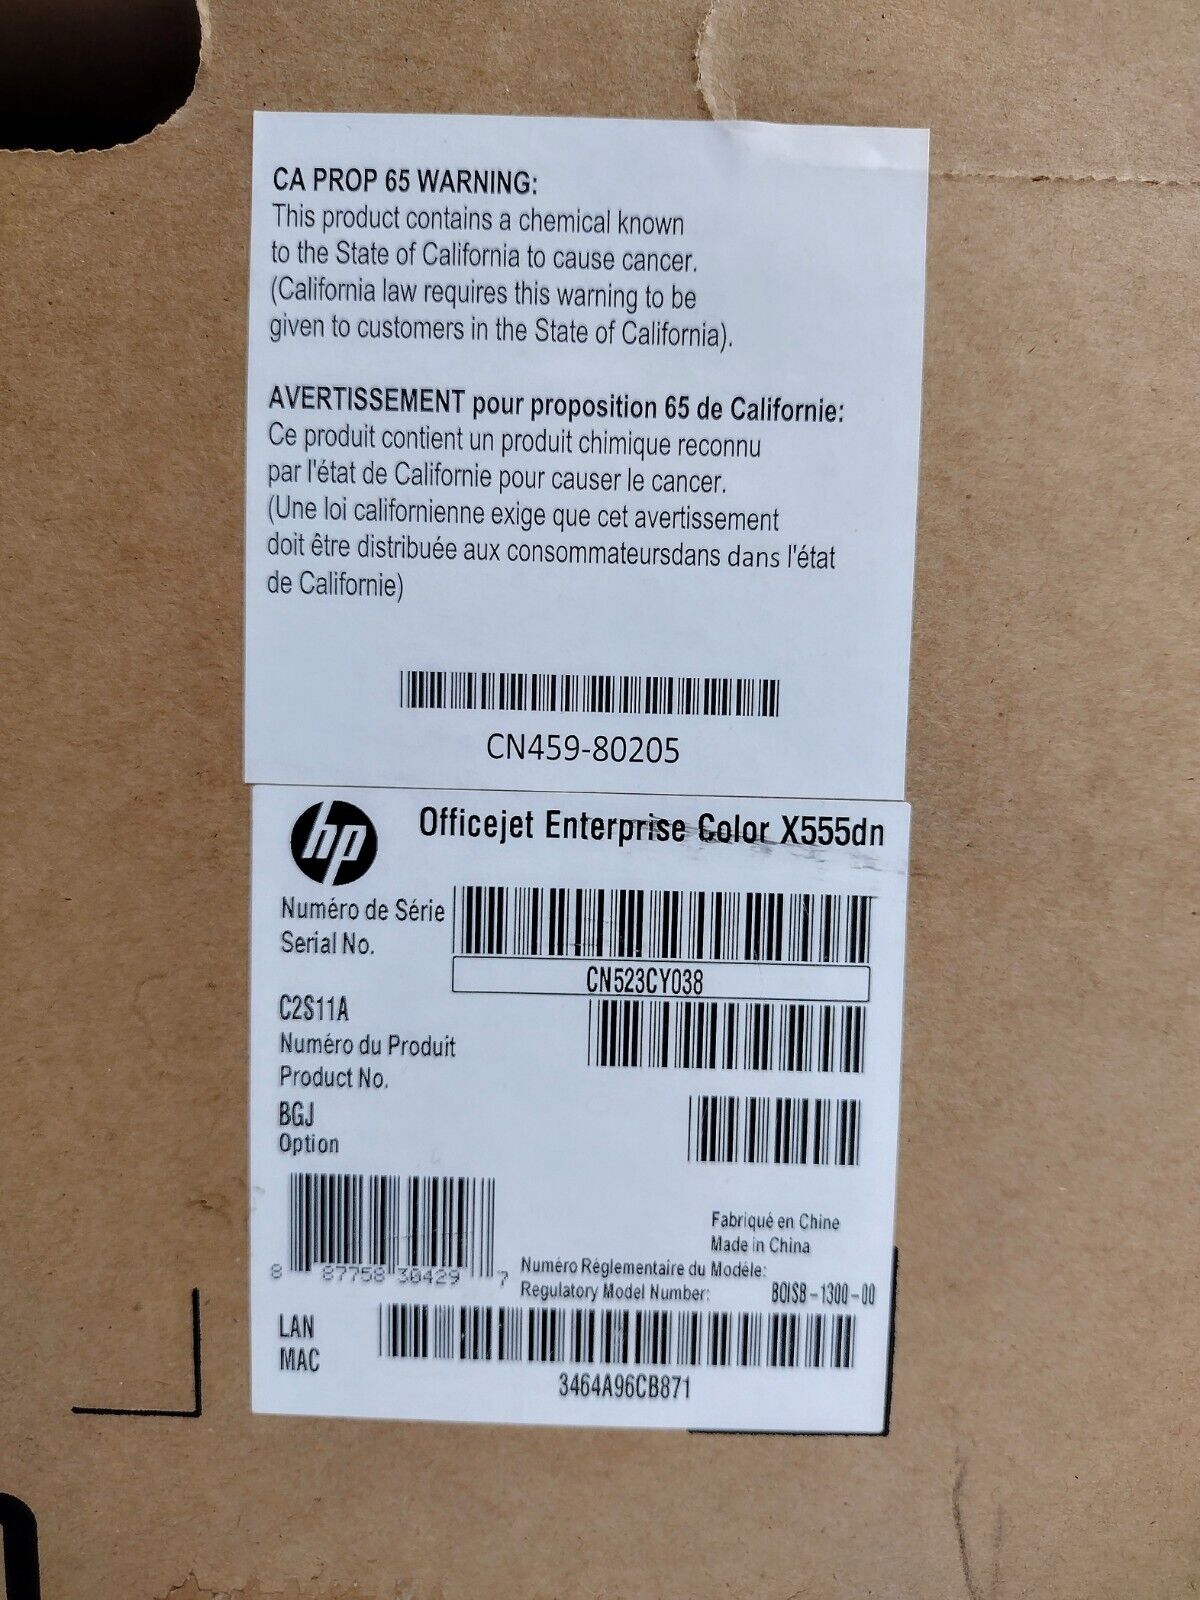 CA PROP 65 WARNING:
This product contains a chemical known
to the State of California to cause cancer.
(California law requires this warning to be
given to customers in the State of California).
AVERTISSEMENT pour proposition 65 de Californie:
Ce produit contient un produit chimique reconnu
par l'état de Californie pour causer le cancer.
(Une loi californienne exige que cet avertissement
doit être distribuée aux consommateursdans dans l'état
de Californie)
CN459-80205
hp
Officejet Enterprise Color X555dn
Numéro de Série
Serial No.
CN523CY038
C2S11A
Numéro du Produit
Product No.
BGJ
Option
Fabriqué en Chine
Made in China
8 87758 30429 7
Numéro Réglementaire du Modéle:
Regulatory Model Number: BOISB-1300-00
LAN
MAC
3464A96CB871